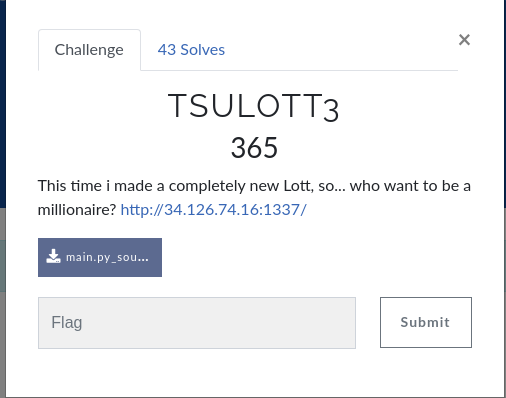 Challenge
43 Solves
×
TSULOTT3
365
This time i made a completely new Lott, so... who want to be a
millionaire? http://34.126.74.16:1337/
main.py_sou...
Flag
Submit